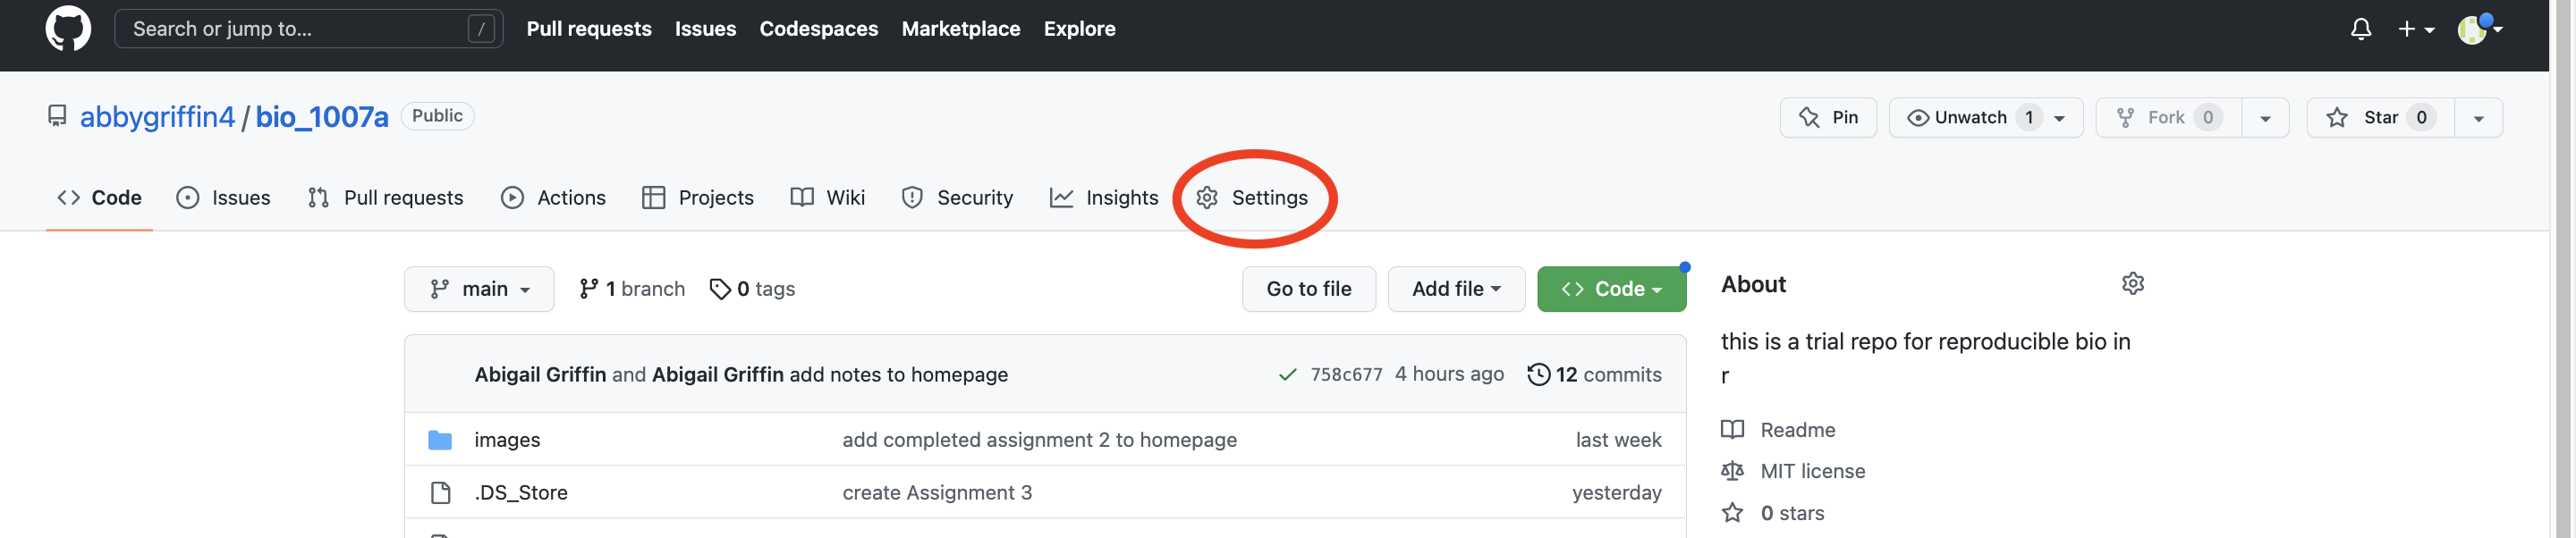 Search or jump to... / Pull requests Issues Codespaces Marketplace Explore
abbygriffin4 / bio_1007a Public Pin Unwatch 1 Fork 0 Star 0
Code Issues Pull requests Actions Projects Wiki Security Insights Settings
main 1 branch 0 tags Go to file Add file Code
About
this is a trial repo for reproducible bio in
r
Abigail Griffin and Abigail Griffin add notes to homepage 758c677 4 hours ago 12 commits
images add completed assignment 2 to homepage last week
.DS_Store create Assignment 3 yesterday
Readme
MIT license
0 stars